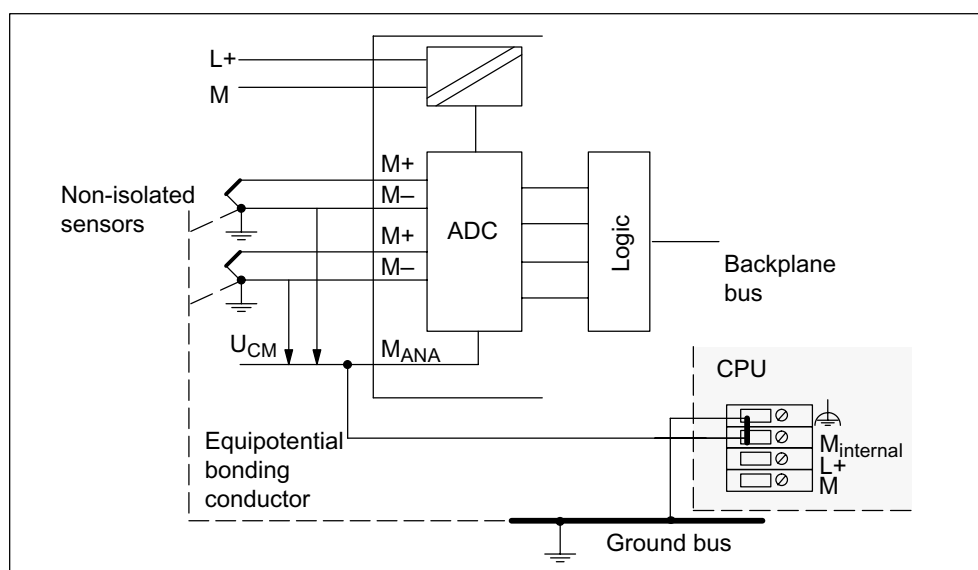 L+
M
M+
M–
M+
M–
Non-isolated
sensors
ADC
Logic
Backplane
bus
UCM
MANA
CPU
Minternal
L+
M
Equipotential
bonding
conductor
Ground bus